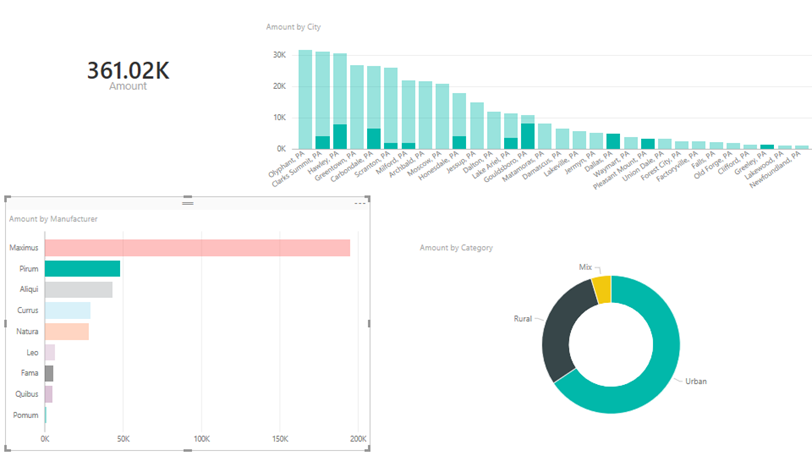 Amount by City
361.02K
Amount
30K
20K
10K
0K
Olyphant, PA
Clarks Summit, PA
Hawley, PA
Greentown, PA
Carbondale, PA
Scranton, PA
Milford, PA
Archbald, PA
Moscow, PA
Honesdale, PA
Jessup, PA
Dalton, PA
Lake Ariel, PA
Gouldsboro, PA
Matamoras, PA
Damascus, PA
Lakeville, PA
Jermyn, PA
Dallas, PA
Waymart, PA
Pleasant Mount, PA
Union Dale, PA
Forest City, PA
Factoryville, PA
Falls, PA
Old Forge, PA
Clifford, PA
Greeley, PA
Lakewood, PA
Newfoundland, PA
Amount by Manufacturer
Maximus
Pirum
Aliqui
Currus
Natura
Leo
Fama
Quibus
Pomum
0K 50K 100K 150K 200K
Amount by Category
Mix
Rural
Urban